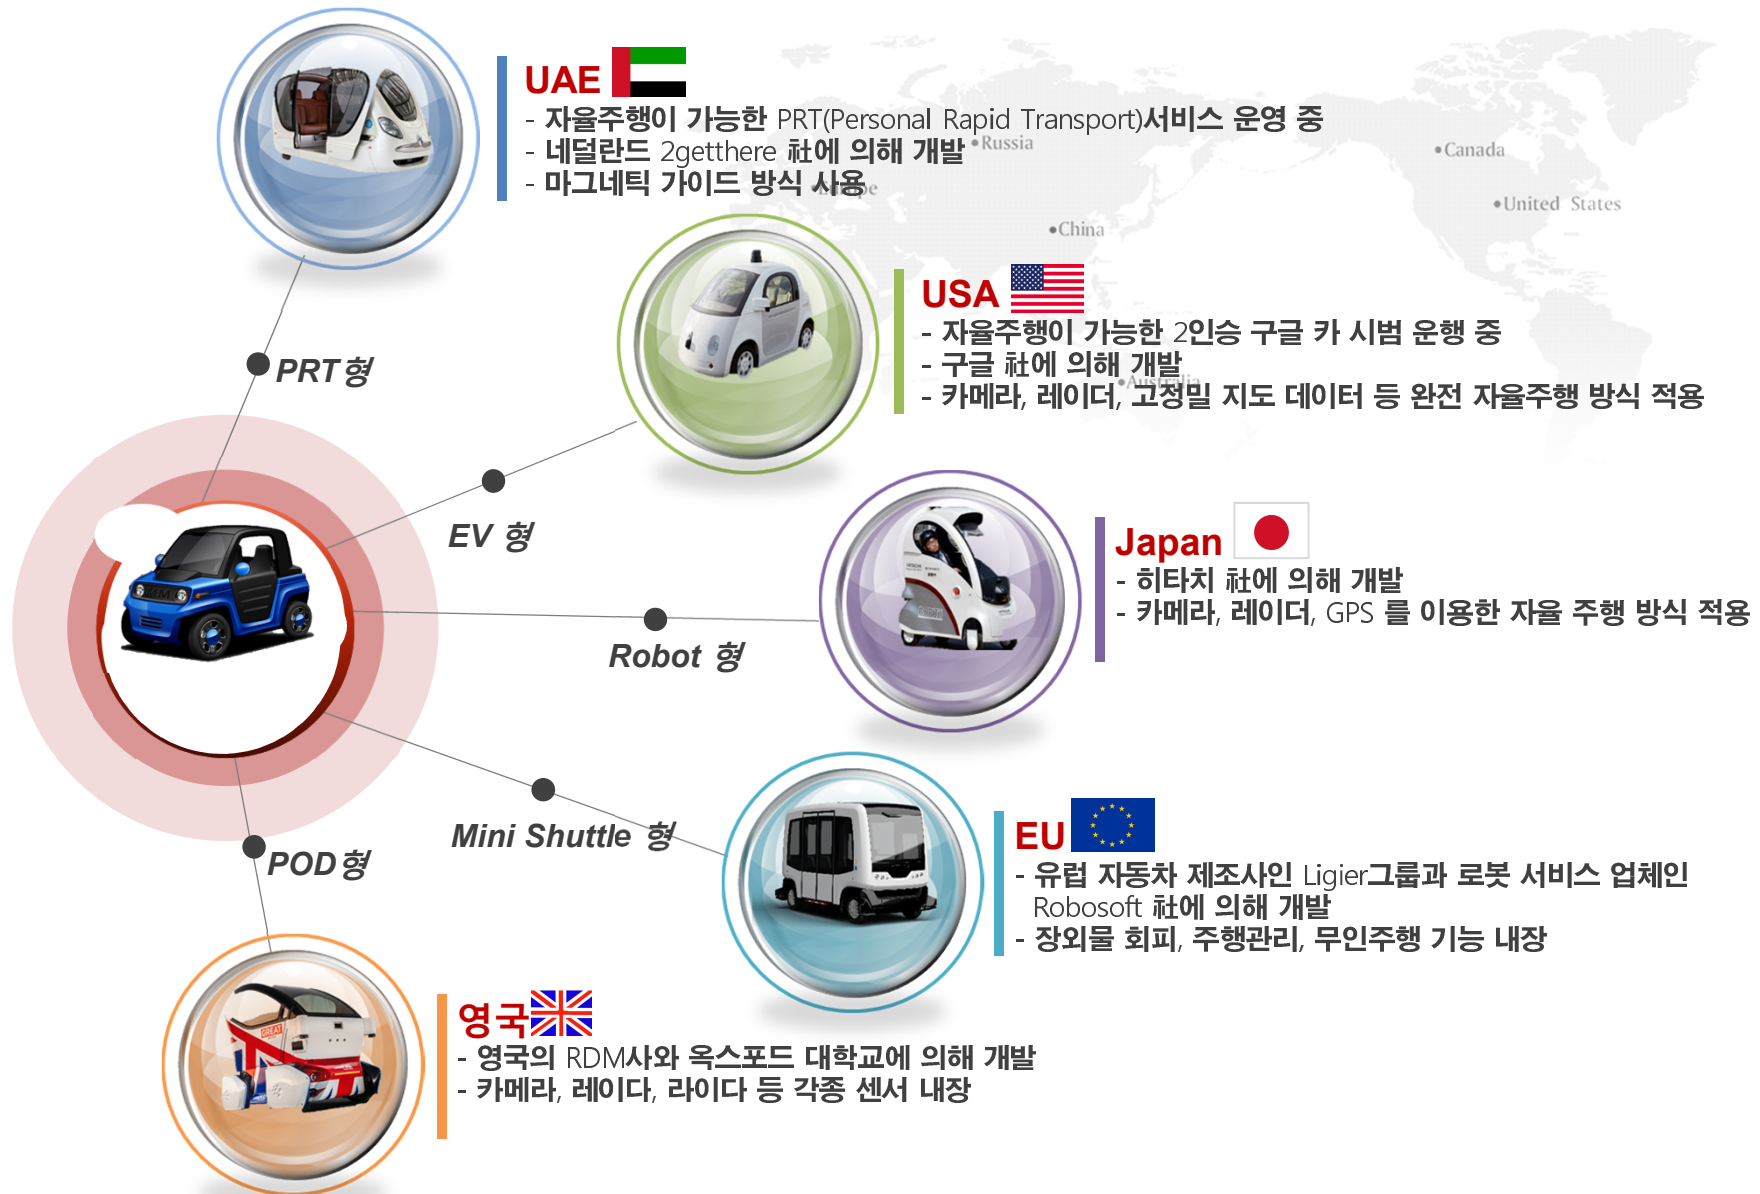 UAE
- 자율주행이 가능한 PRT(Personal Rapid Transport)서비스 운영 중
- 네덜란드 2getthere 社에 의해 개발
- 마그네틱 가이드 방식 사용
•Russia
•Europe
•China
•Canada
•United States
•Australia
USA
- 자율주행이 가능한 2인승 구글 카 시범 운행 중
- 구글 社에 의해 개발
- 카메라, 레이더, 고정밀 지도 데이터 등 완전 자율주행 방식 적용
PRT형
EV 형
Japan
- 히타치 社에 의해 개발
- 카메라, 레이더, GPS 를 이용한 자율 주행 방식 적용
Robot 형
Mini Shuttle 형
EU
- 유럽 자동차 제조사인 Ligier그룹과 로봇 서비스 업체인
Robosoft 社에 의해 개발
- 장외물 회피, 주행관리, 무인주행 기능 내장
POD형
영국
- 영국의 RDM사와 옥스포드 대학교에 의해 개발
- 카메라, 레이다, 라이다 등 각종 센서 내장
GREAT